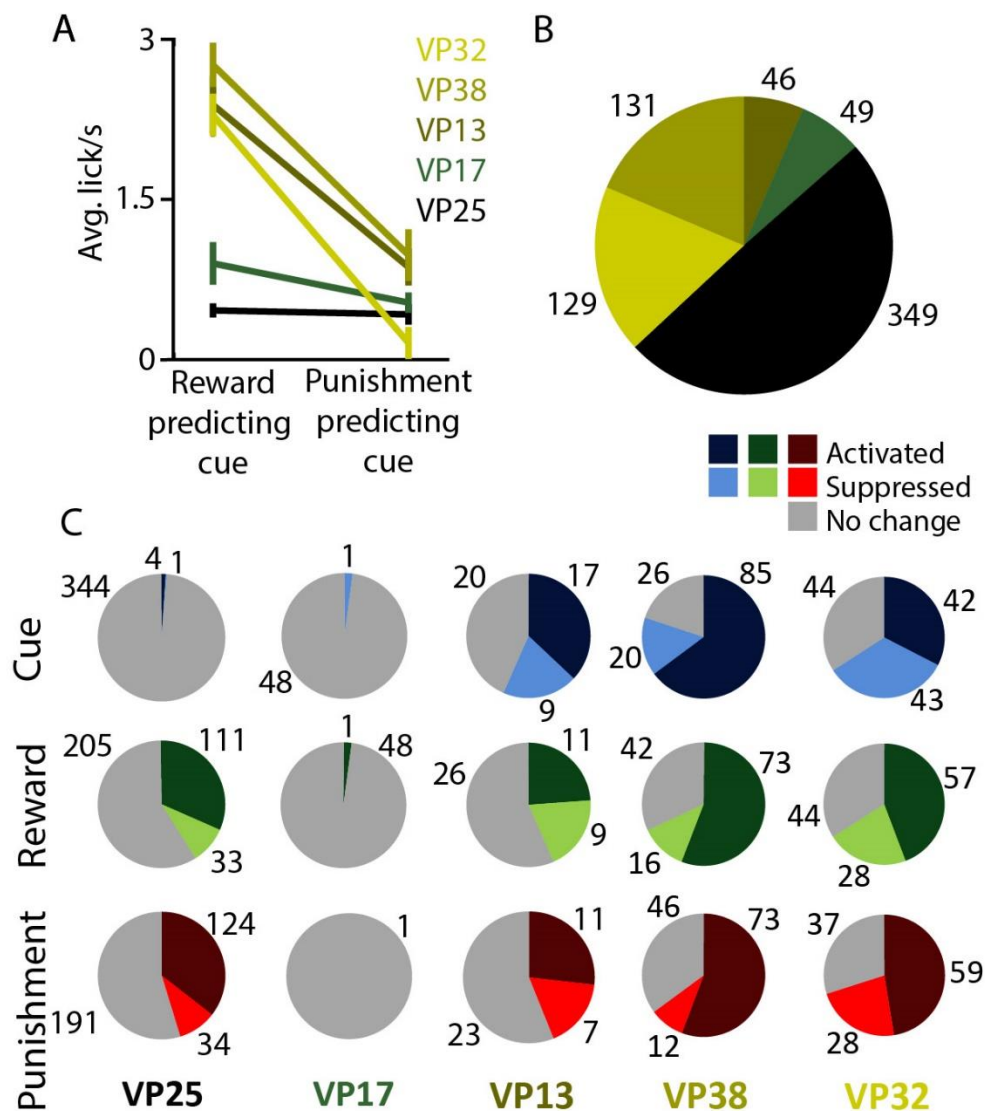 A
3
1.5
0
Avg. lick/s
Reward
predicting
cue
Punishment
predicting
cue
VP32
VP38
VP13
VP17
VP25
B
46
49
131
129
349
Activated
Suppressed
No change
C
Cue
4 1
344
1
48
20 17
9
26 85
20
44 42
43
Reward
205 111
33
1 48
11
26
9
42 73
16
57
44
28
Punishment
124
191
34
1
11
23 7
46 73
12
37
59
28
VP25 VP17 VP13 VP38 VP32